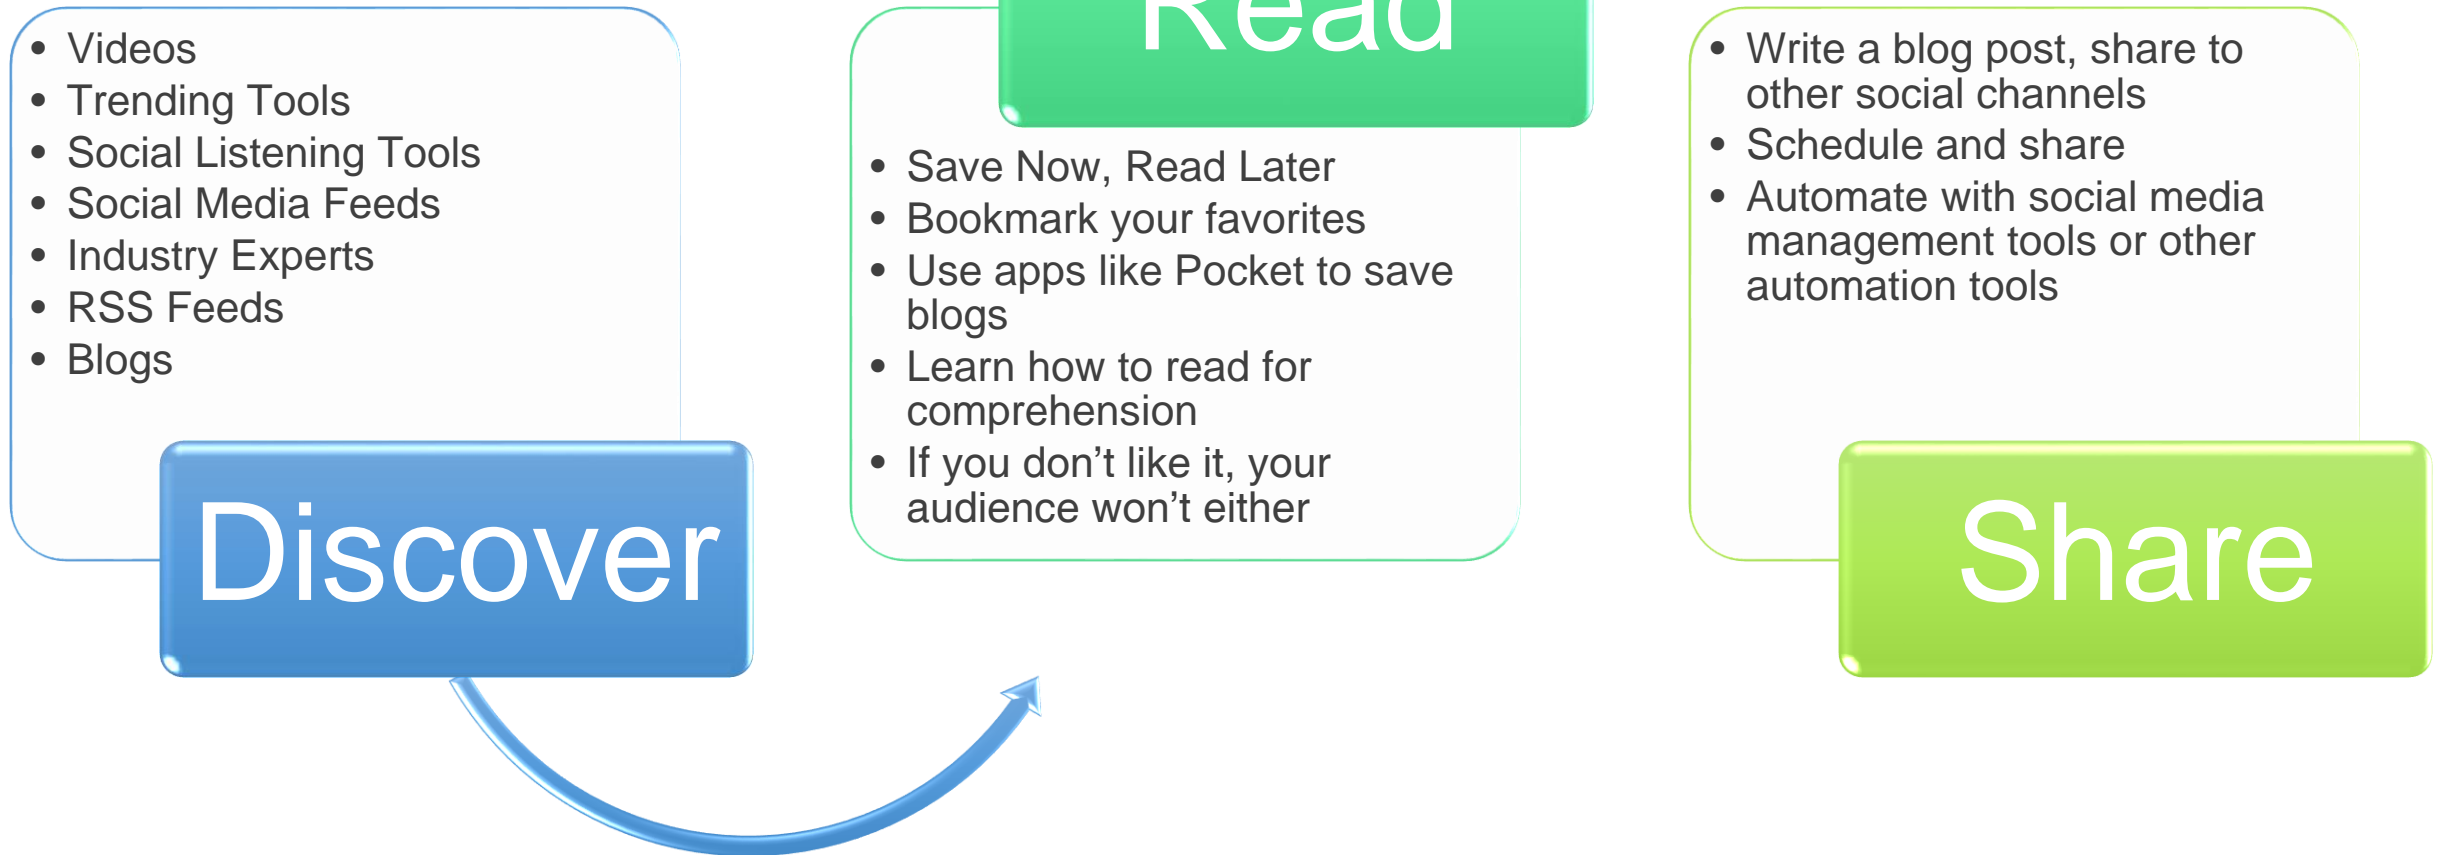 • Videos
• Trending Tools
• Social Listening Tools
• Social Media Feeds
• Industry Experts
• RSS Feeds
• Blogs
Discover
Read
• Save Now, Read Later
• Bookmark your favorites
• Use apps like Pocket to save
blogs
• Learn how to read for
comprehension
• If you don’t like it, your
audience won’t either
• Write a blog post, share to
other social channels
• Schedule and share
• Automate with social media
management tools or other
automation tools
Share